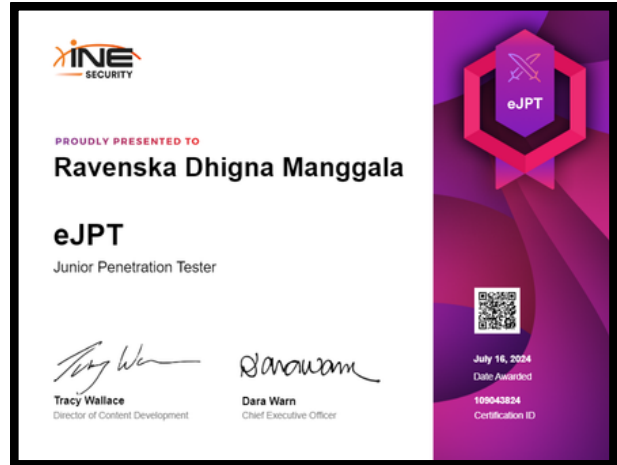 INE
SECURITY
PROUDLY PRESENTED TO
Ravenska Dhigna Manggala
eJPT
Junior Penetration Tester
Tracy Wallace
Director of Content Development
Dara Warn
Chief Executive Officer
eJPT
July 16, 2024
Date Awarded
109043824
Certification ID